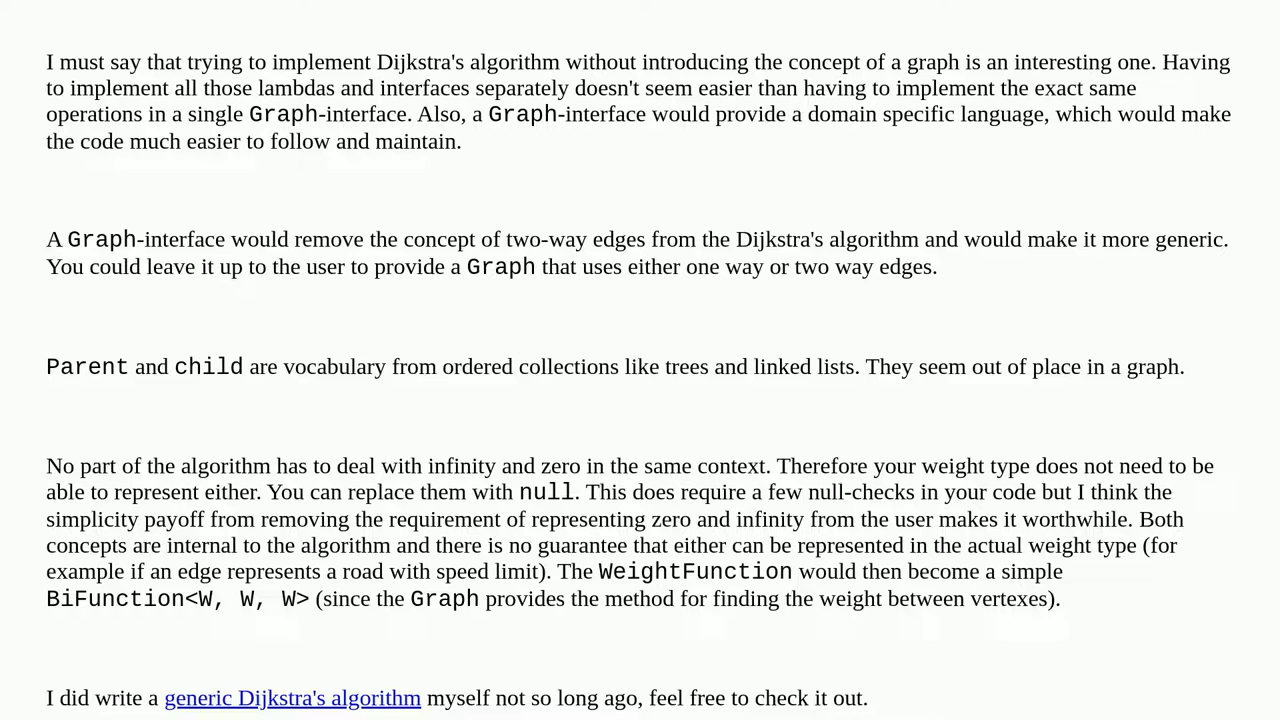 I must say that trying to implement Dijkstra's algorithm without introducing the concept of a graph is an interesting one. Having
to implement all those lambdas and interfaces separately doesn't seem easier than having to implement the exact same
operations in a single Graph-interface. Also, a Graph-interface would provide a domain specific language, which would make
the code much easier to follow and maintain.
A Graph-interface would remove the concept of two-way edges from the Dijkstra's algorithm and would make it more generic.
You could leave it up to the user to provide a Graph that uses either one way or two way edges.
Parent and child are vocabulary from ordered collections like trees and linked lists. They seem out of place in a graph.
No part of the algorithm has to deal with infinity and zero in the same context. Therefore your weight type does not need to be
able to represent either. You can replace them with null. This does require a few null-checks in your code but I think the
simplicity payoff from removing the requirement of representing zero and infinity from the user makes it worthwhile. Both
concepts are internal to the algorithm and there is no guarantee that either can be represented in the actual weight type (for
example if an edge represents a road with speed limit). The WeightFunction would then become a simple
BiFunction<W, W, W> (since the Graph provides the method for finding the weight between vertexes).
I did write a generic Dijkstra's algorithm myself not so long ago, feel free to check it out.